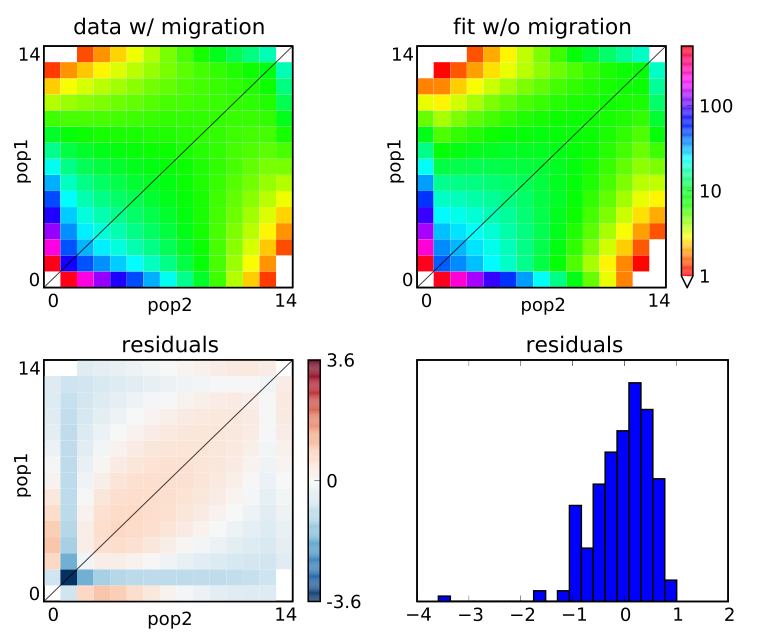 data w/ migration
fit w/o migration
14
pop1
0
0
pop2
14
14
pop1
0
0
pop2
14
100
10
1
residuals
residuals
14
pop1
0
0
pop2
14
3.6
0
-3.6
−4
−3
−2
−1
0
1
2